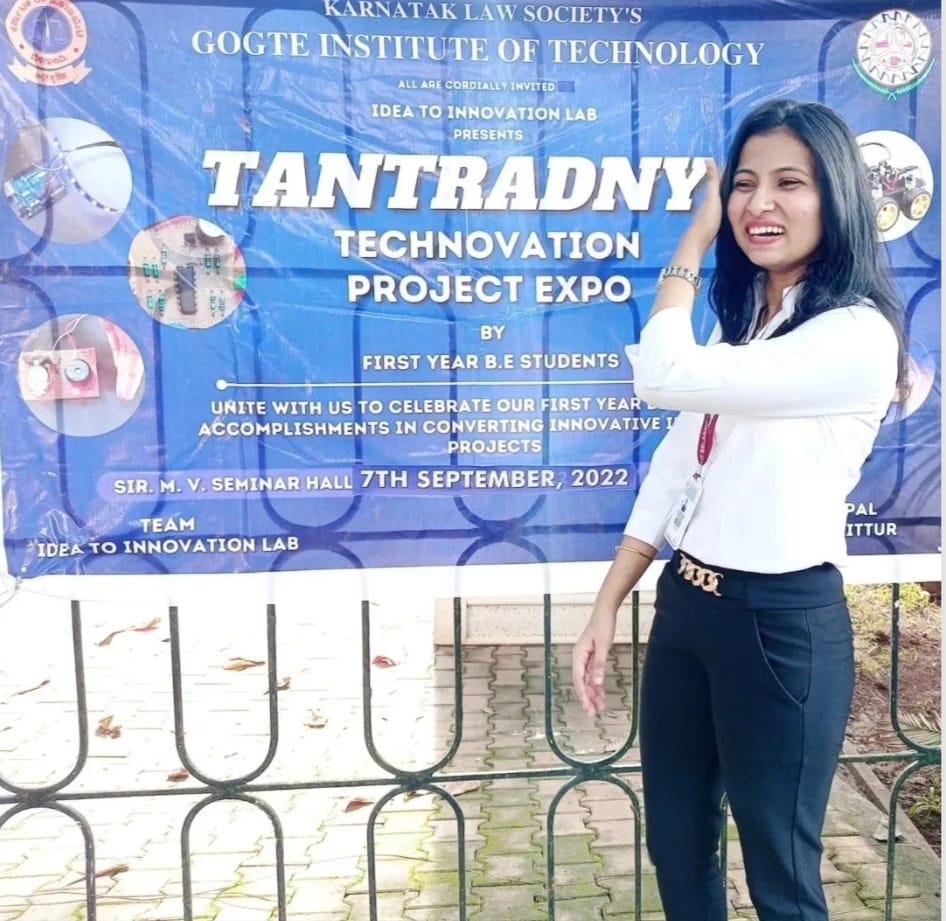 KARNATAK LAW SOCIETY'S
GOGTE INSTITUTE OF TECHNOLOGY
ALL ARE CORDIALLY INVITED
IDEA TO INNOVATION LAB
PRESENTS
TANTRADNY
TECHNOVATION
PROJECT EXPO
BY
FIRST YEAR B.E STUDENTS
UNITE WITH US TO CELEBRATE OUR FIRST YEAR
ACCOMPLISHMENTS IN CONVERTING INNOVATIVE
PROJECTS
SIR. M. V. SEMINAR HALL 7TH SEPTEMBER, 2022
TEAM
IDEA TO INNOVATION LAB
PAL
ITTUR